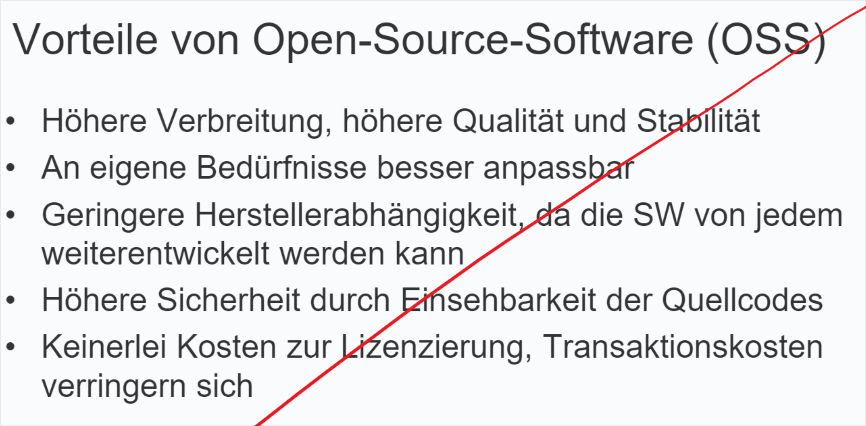 Vorteile von Open-Source-Software (OSS)
• Höhere Verbreitung, höhere Qualität und Stabilität
• An eigene Bedürfnisse besser anpassbar
• Geringere Herstellerabhängigkeit, da die SW von jedem
weiterentwickelt werden kann
• Höhere Sicherheit durch Einsehbarkeit der Quellcodes
• Keinerlei Kosten zur Lizenzierung, Transaktionskosten
verringern sich